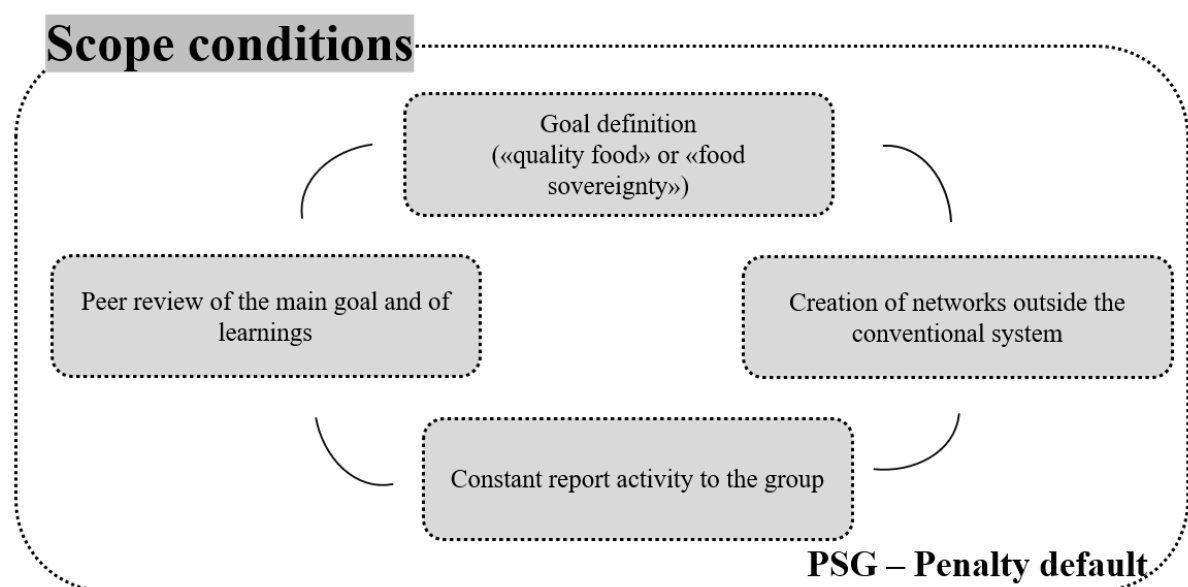 Scope conditions
Goal definition
(«quality food» or «food
sovereignty»)
Peer review of the main goal and of
learnings
Creation of networks outside the
conventional system
Constant report activity to the group
PSG – Penalty default